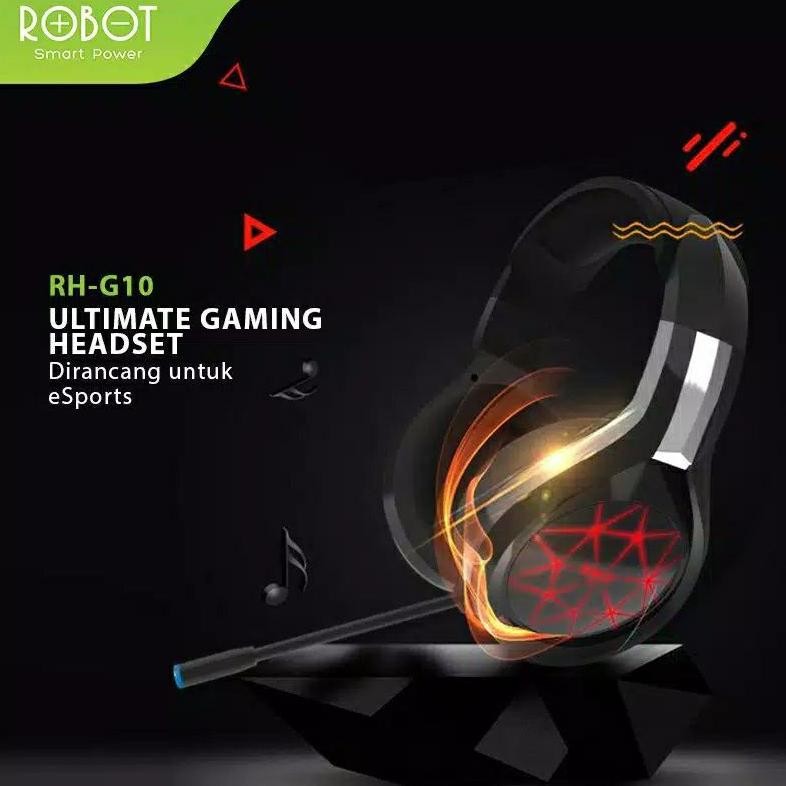 ROBOT
Smart Power
RH-G10
ULTIMATE GAMING
HEADSET
Dirancang untuk
eSports